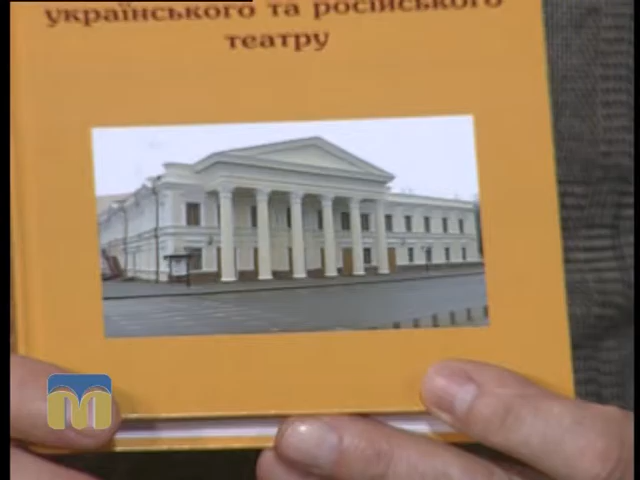 українського та російського
театру